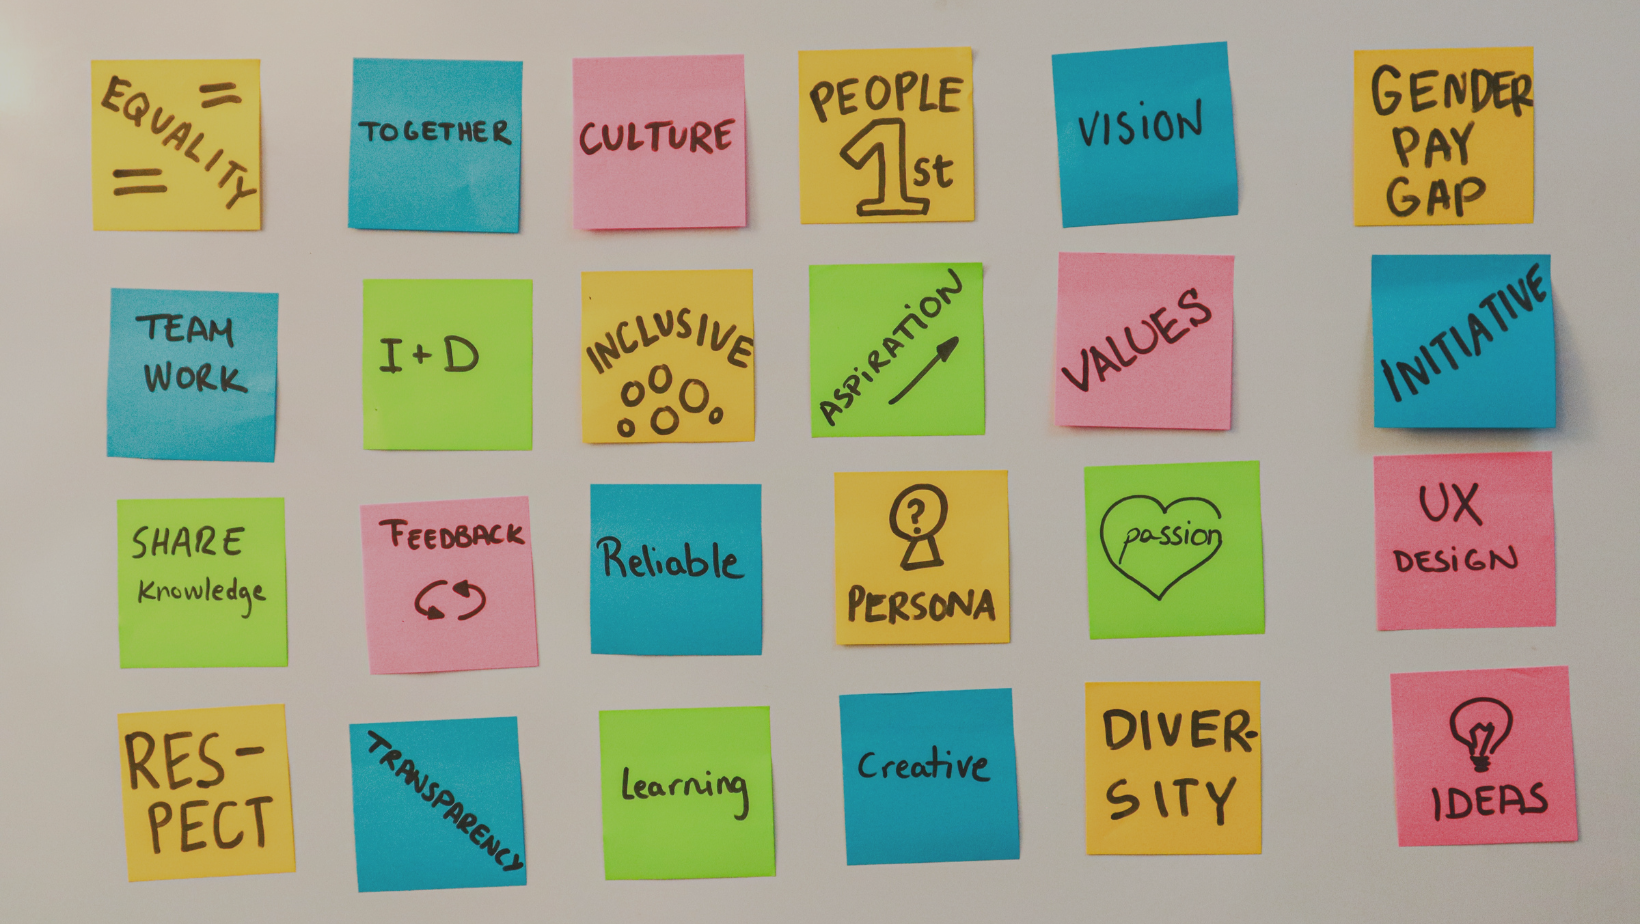 EQUALITY
=
=
TOGETHER
CULTURE
PEOPLE
1st
VISION
GENDER
PAY
GAP
TEAM
WORK
I + D
INCLUSIVE
ASPIRATION
VALUES
INITIATIVE
SHARE
Knowledge
FEEDBACK
Reliable
?
PERSONA
passion
UX
DESIGN
RES-
PECT
TRANSPARENCY
Learning
Creative
DIVER-
SITY
IDEAS